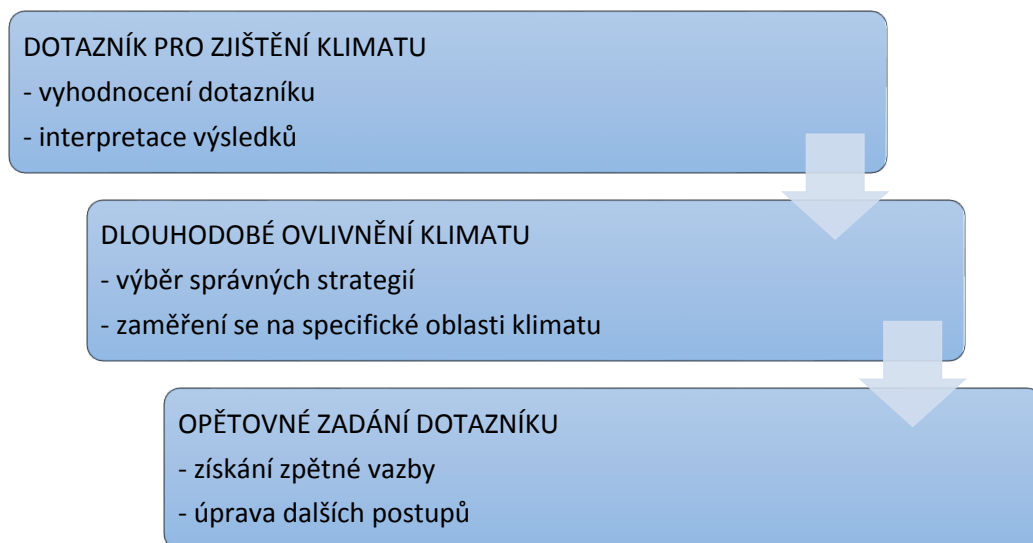 DOTAZNÍK PRO ZJIŠTĚNÍ KLIMATU
- vyhodnocení dotazníku
- interpretace výsledků
DLOUHODOBÉ OVLIVNĚNÍ KLIMATU
- výběr správných strategií
- zaměření se na specifické oblasti klimatu
OPĚTOVNÉ ZADÁNÍ DOTAZNÍKU
- získání zpětné vazby
- úprava dalších postupů